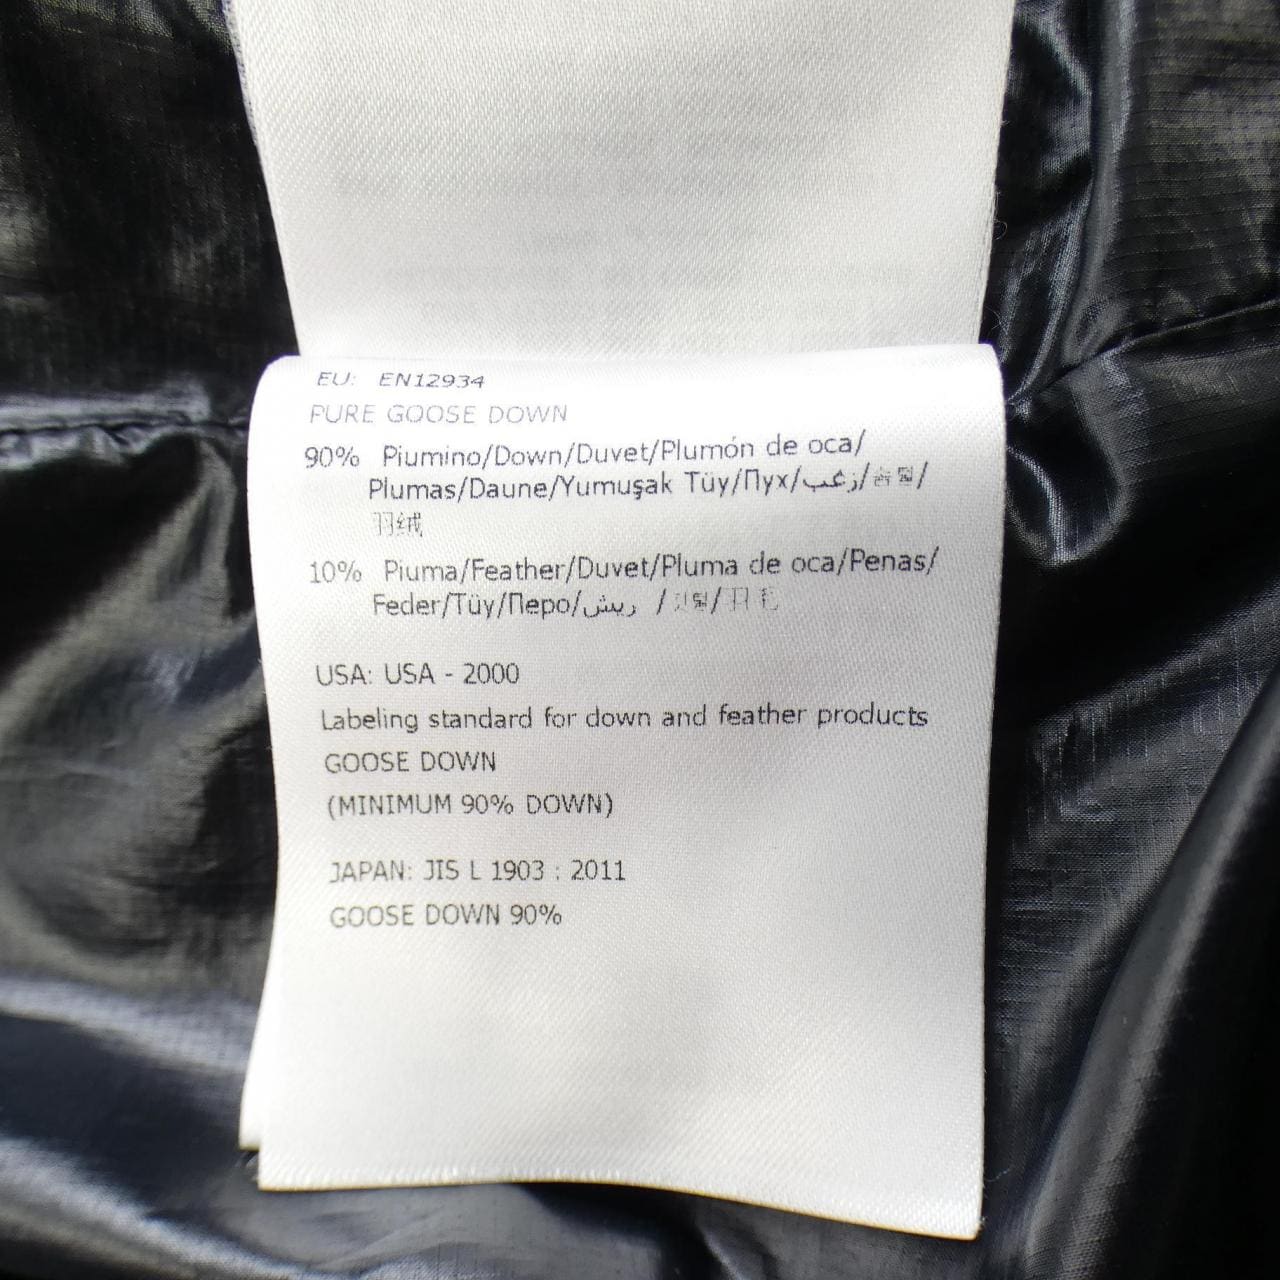 EU: EN12934
PURE GOOSE DOWN
90% Piumino/Down/Duvet/Plumón de oca/
Plumas/Daune/Yumuşak Tüy/Пух/زغب/솜털/
羽绒
10% Piuma/Feather/Duvet/Pluma de oca/Penas/
Feder/Tüy/Перо/ريش /깃털/羽毛
USA: USA - 2000
Labeling standard for down and feather products
GOOSE DOWN
(MINIMUM 90% DOWN)
JAPAN: JIS L 1903 : 2011
GOOSE DOWN 90%